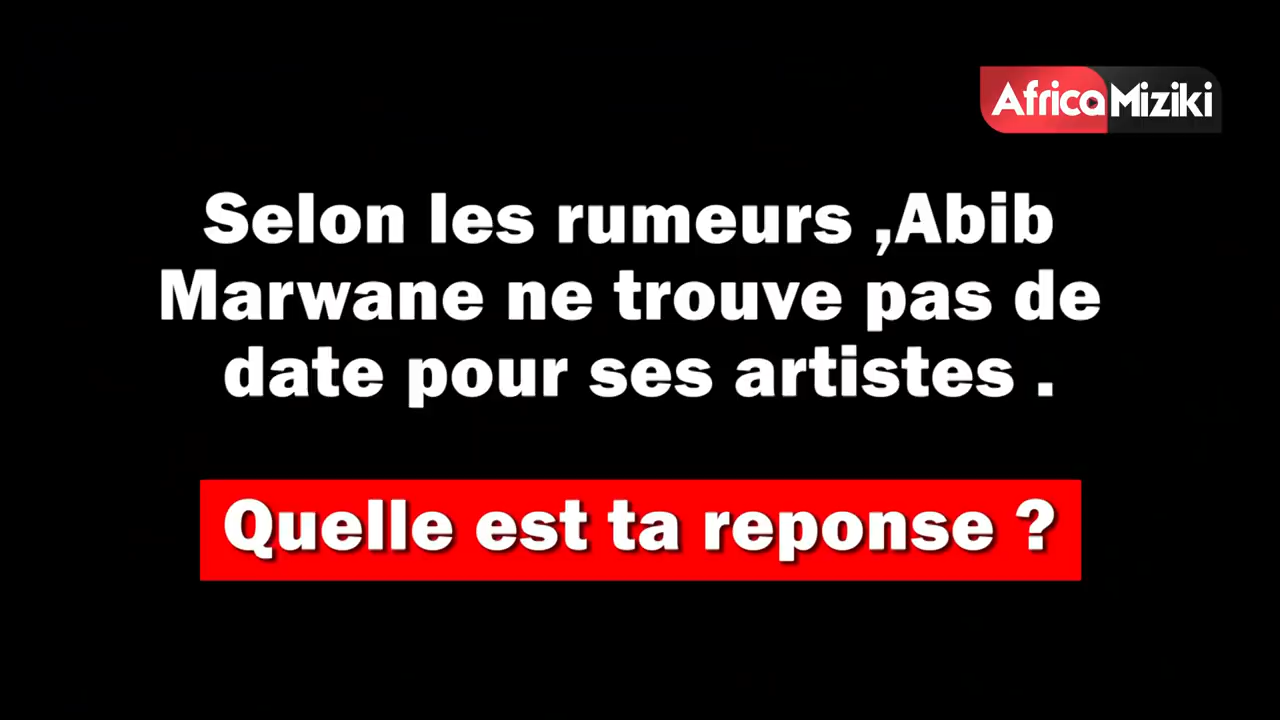 AfricaMiziki
Selon les rumeurs ,Abib
Marwane ne trouve pas de
date pour ses artistes .
Quelle est ta reponse ?